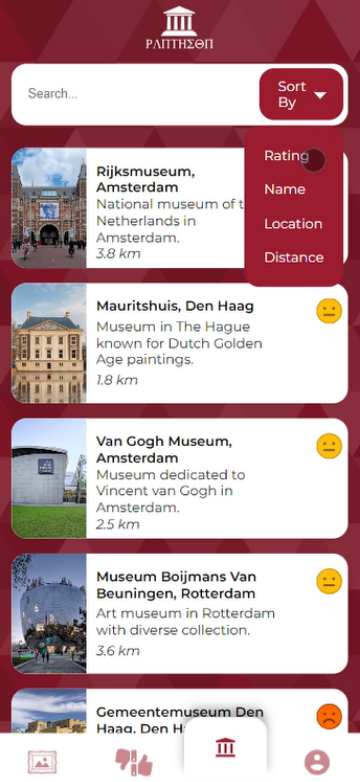 PΛΠTHΣΘΠ
Search...
Sort
By
Rating
Name
Location
Distance
Rijksmuseum,
Amsterdam
National museum of t
Netherlands in
Amsterdam.
3.8 km
Mauritshuis, Den Haag
Museum in The Hague
known for Dutch Golden
Age paintings.
1.8 km
Van Gogh Museum,
Amsterdam
Museum dedicated to
Vincent van Gogh in
Amsterdam.
2.5 km
Museum Boijmans Van
Beuningen, Rotterdam
Art museum in Rotterdam
with diverse collection.
3.6 km
Gemeentemuseum Den
Haag, Den H